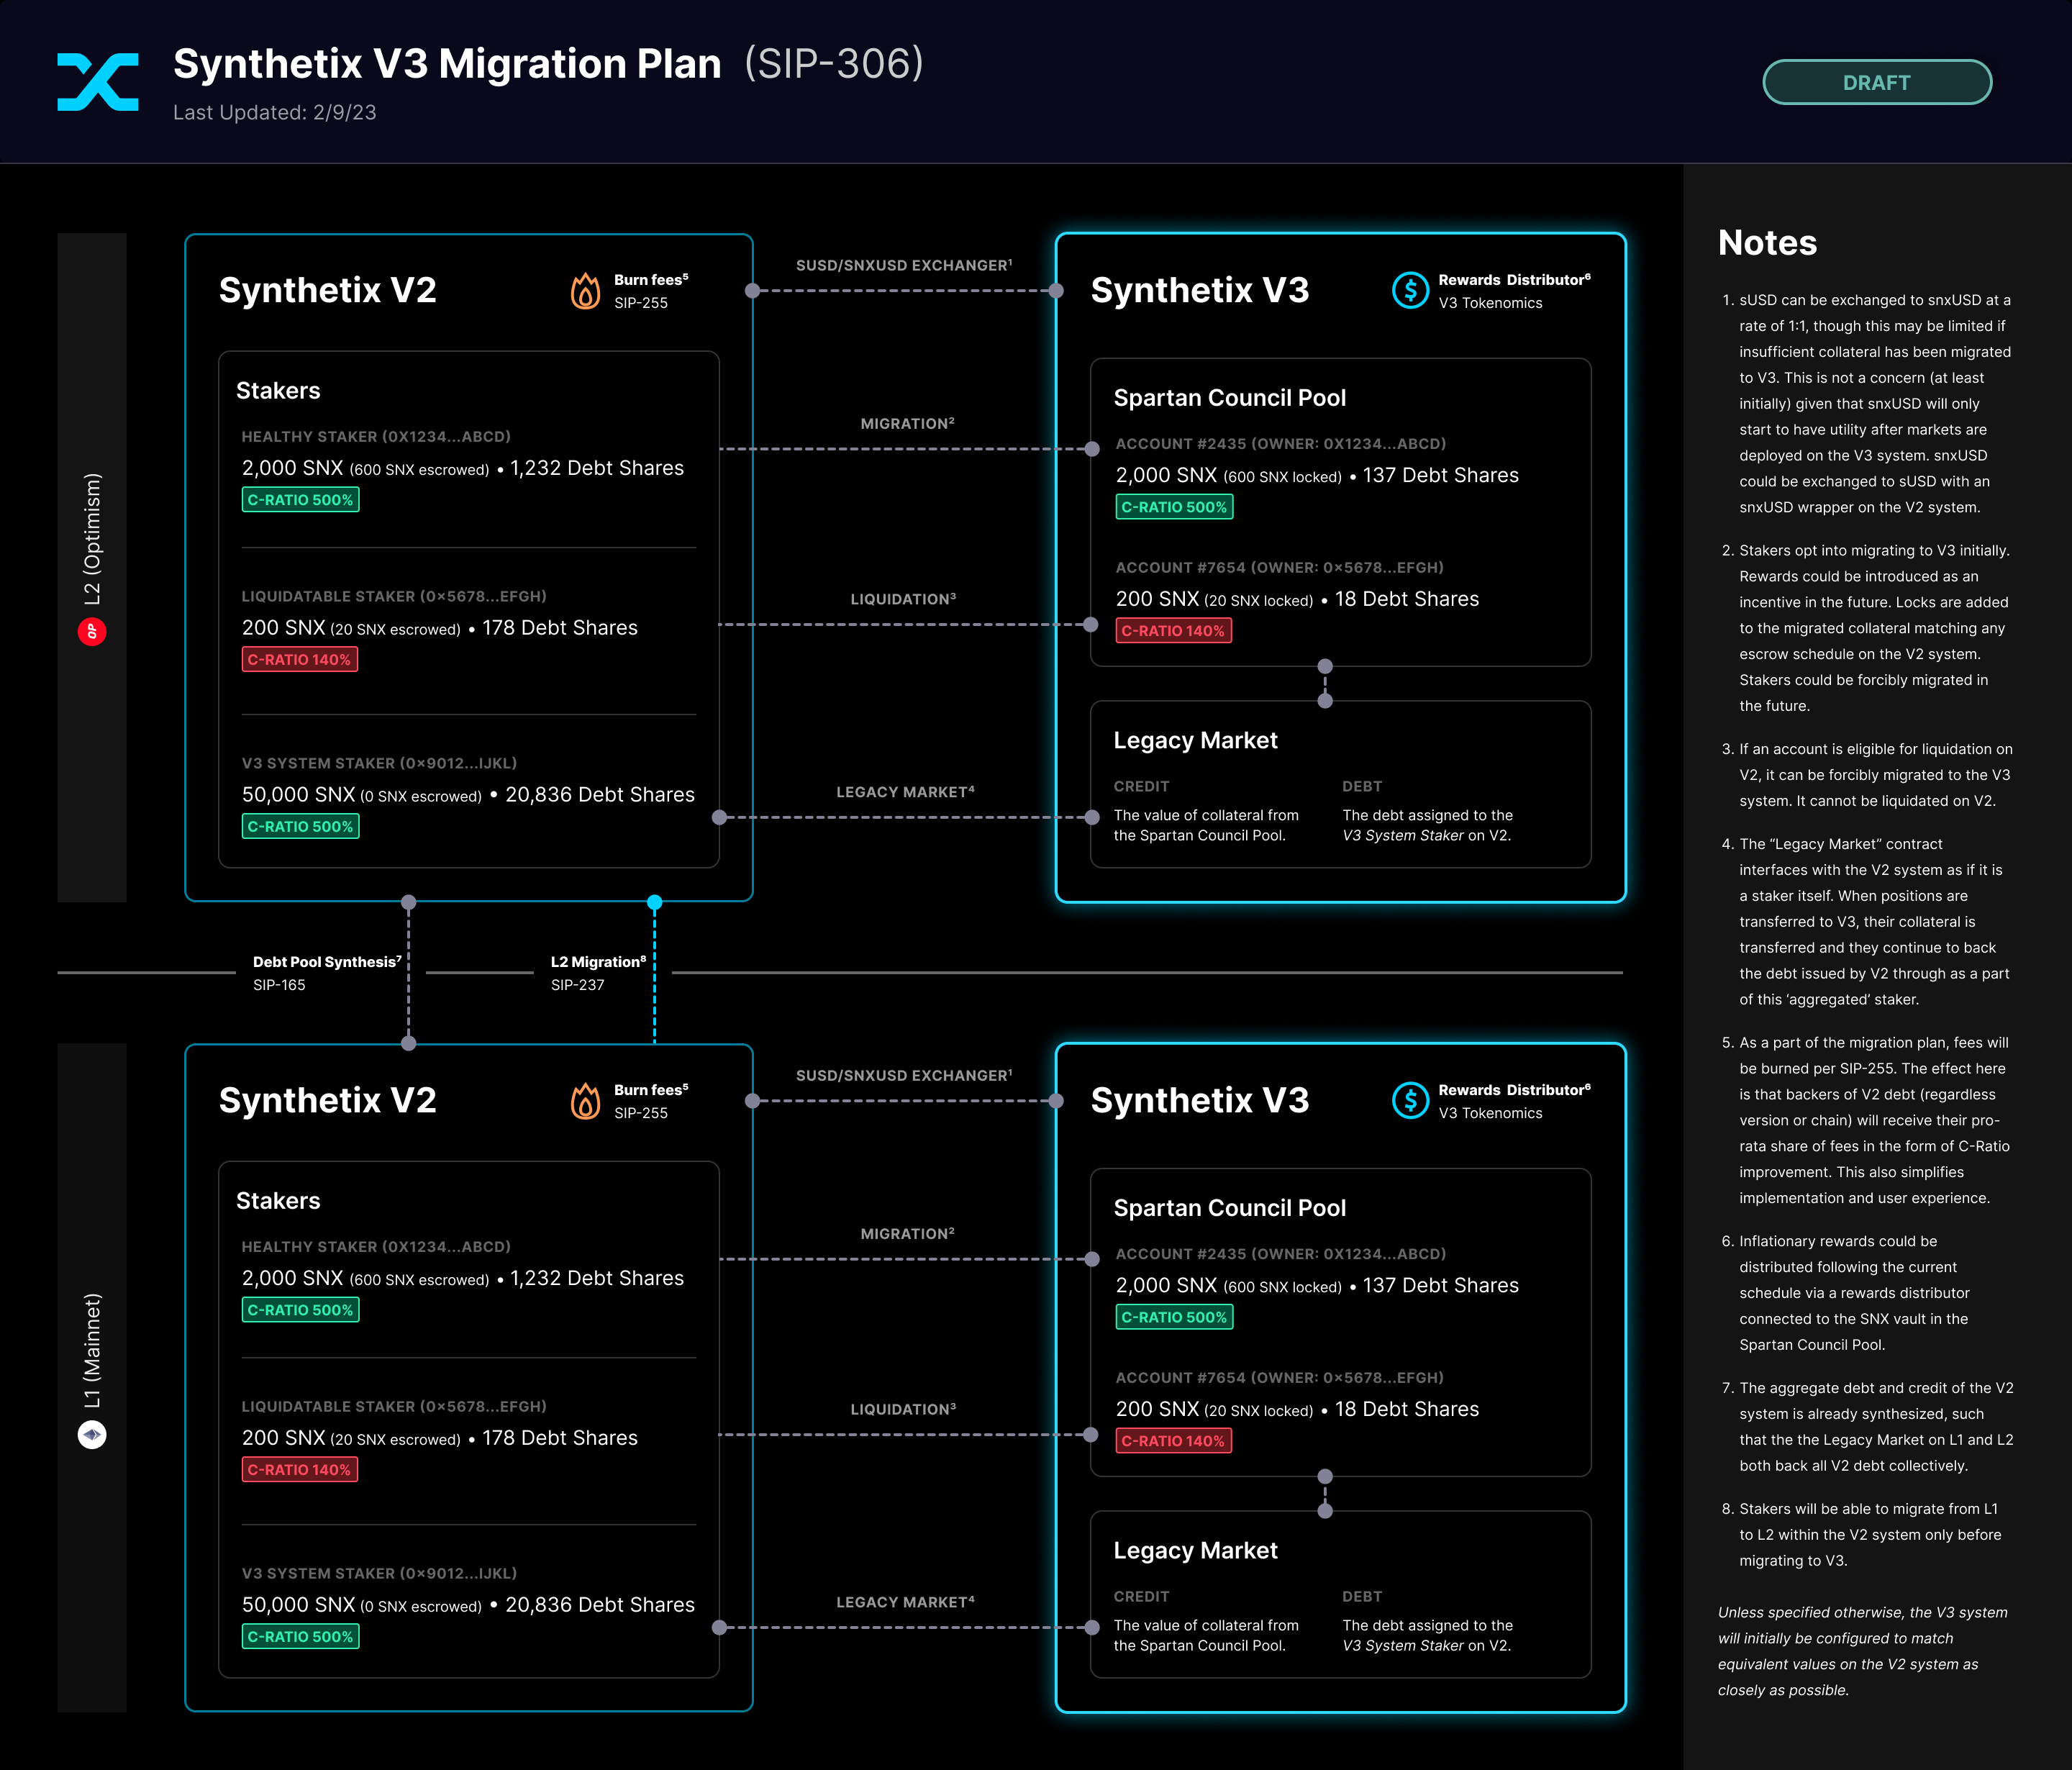 Synthetix V3 Migration Plan (SIP-306)
Last Updated: 2/9/23
DRAFT
L2 (Optimism)
OP
Synthetix V2
Burn fees⁵
SIP-255
Stakers
HEALTHY STAKER (0X1234...ABCD)
2,000 SNX (600 SNX escrowed) • 1,232 Debt Shares
C-RATIO 500%
LIQUIDATABLE STAKER (0×5678...EFGH)
200 SNX (20 SNX escrowed) • 178 Debt Shares
C-RATIO 140%
V3 SYSTEM STAKER (0×9012...IJKL)
50,000 SNX (0 SNX escrowed) • 20,836 Debt Shares
C-RATIO 500%
SUSD/SNXUSD EXCHANGER¹
MIGRATION²
LIQUIDATION³
LEGACY MARKET⁴
Synthetix V3
Rewards Distributor⁶
V3 Tokenomics
Spartan Council Pool
ACCOUNT #2435 (OWNER: 0X1234...ABCD)
2,000 SNX (600 SNX locked) • 137 Debt Shares
C-RATIO 500%
ACCOUNT #7654 (OWNER: 0×5678...EFGH)
200 SNX (20 SNX locked) • 18 Debt Shares
C-RATIO 140%
Legacy Market
CREDIT
The value of collateral from
the Spartan Council Pool.
DEBT
The debt assigned to the
V3 System Staker on V2.
Debt Pool Synthesis⁷
SIP-165
L2 Migration⁸
SIP-237
L1 (Mainnet)
Synthetix V2
Burn fees⁵
SIP-255
Stakers
HEALTHY STAKER (0X1234...ABCD)
2,000 SNX (600 SNX escrowed) • 1,232 Debt Shares
C-RATIO 500%
LIQUIDATABLE STAKER (0×5678...EFGH)
200 SNX (20 SNX escrowed) • 178 Debt Shares
C-RATIO 140%
V3 SYSTEM STAKER (0×9012...IJKL)
50,000 SNX (0 SNX escrowed) • 20,836 Debt Shares
C-RATIO 500%
SUSD/SNXUSD EXCHANGER¹
MIGRATION²
LIQUIDATION³
LEGACY MARKET⁴
Synthetix V3
Rewards Distributor⁶
V3 Tokenomics
Spartan Council Pool
ACCOUNT #2435 (OWNER: 0X1234...ABCD)
2,000 SNX (600 SNX locked) • 137 Debt Shares
C-RATIO 500%
ACCOUNT #7654 (OWNER: 0×5678...EFGH)
200 SNX (20 SNX locked) • 18 Debt Shares
C-RATIO 140%
Legacy Market
CREDIT
The value of collateral from
the Spartan Council Pool.
DEBT
The debt assigned to the
V3 System Staker on V2.
Notes
1. sUSD can be exchanged to snxUSD at a
rate of 1:1, though this may be limited if
insufficient collateral has been migrated
to V3. This is not a concern (at least
initially) given that snxUSD will only
start to have utility after markets are
deployed on the V3 system. snxUSD
could be exchanged to sUSD with an
snxUSD wrapper on the V2 system.
2. Stakers opt into migrating to V3 initially.
Rewards could be introduced as an
incentive in the future. Locks are added
to the migrated collateral matching any
escrow schedule on the V2 system.
Stakers could be forcibly migrated in
the future.
3. If an account is eligible for liquidation on
V2, it can be forcibly migrated to the V3
system. It cannot be liquidated on V2.
4. The “Legacy Market” contract
interfaces with the V2 system as if it is
a staker itself. When positions are
transferred to V3, their collateral is
transferred and they continue to back
the debt issued by V2 through as a part
of this ‘aggregated’ staker.
5. As a part of the migration plan, fees will
be burned per SIP-255. The effect here
is that backers of V2 debt (regardless
version or chain) will receive their pro-
rata share of fees in the form of C-Ratio
improvement. This also simplifies
implementation and user experience.
6. Inflationary rewards could be
distributed following the current
schedule via a rewards distributor
connected to the SNX vault in the
Spartan Council Pool.
7. The aggregate debt and credit of the V2
system is already synthesized, such
that the the Legacy Market on L1 and L2
both back all V2 debt collectively.
8. Stakers will be able to migrate from L1
to L2 within the V2 system only before
migrating to V3.
Unless specified otherwise, the V3 system
will initially be configured to match
equivalent values on the V2 system as
closely as possible.